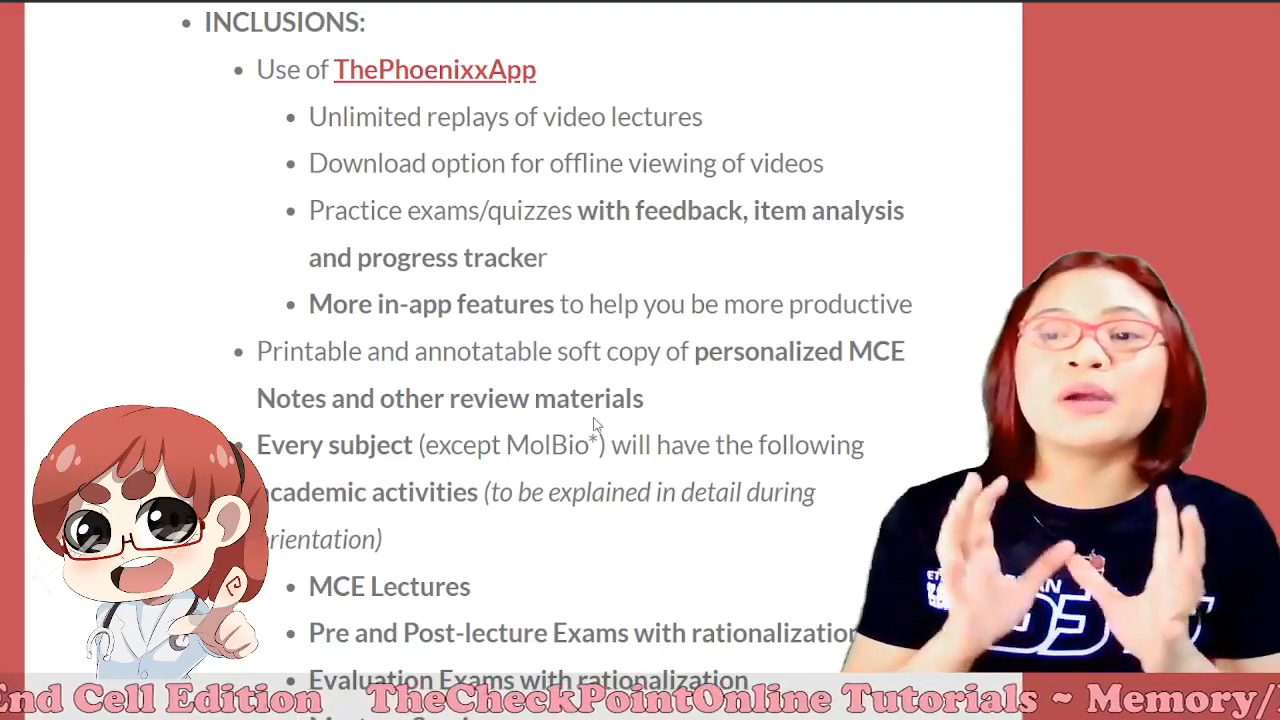 INCLUSIONS:
Use of ThePhoenixxApp
Unlimited replays of video lectures
Download option for offline viewing of videos
Practice exams/quizzes with feedback, item analysis
and progress tracker
More in-app features to help you be more productive
Printable and annotatable soft copy of personalized MCE
Notes and other review materials
Every subject (except MolBio*) will have the following
academic activities (to be explained in detail during
orientation)
MCE Lectures
Pre and Post-lecture Exams with rationalization
Evaluation Exams with rationalization
End Cell Edition TheCheckPointOnline Tutorials ~ Memory/